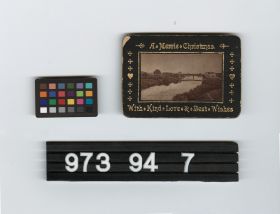 A Merrie Christmas
With Kind Love & Best Wishes
973 94 7